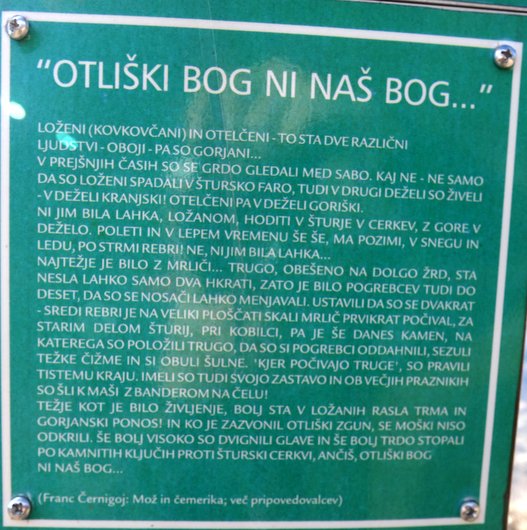 “OTLIŠKI BOG NI NAŠ BOG...”
LOŽENI (KOVKOVČANI) IN OTELČENI - TO STA DVE RAZLIČNI
LJUDSTVI - OBOJI - PA SO GORJANI...
V PREJŠNJIH ČASIH SO SE GRDO GLEDALI MED SABO. KAJ NE - NE SAMO
DA SO LOŽENI SPADALI V ŠTURSKO FARO, TUDI V DRUGI DEŽELI SO ŽIVELI
- V DEŽELI KRANJSKI! OTELČENI PA V DEŽELI GORIŠKI.
NI JIM BILA LAHKA, LOŽANOM, HODITI V ŠTURJE V CERKEV, Z GORE V
DEŽELO. POLETI IN V LEPEM VREMENU ŠE ŠE, MA POZIMI, V SNEGU IN
LEDU, PO STRMI REBRI! NE, NI JIM BILA LAHKA...
NAJTEŽJE JE BILO Z MRLIČI... TRUGO, OBEŠENO NA DOLGO ŽRD, STA
NESLA LAHKO SAMO DVA HKRATI, ZATO JE BILO POGREBCEV TUDI DO
DESET, DA SO SE NOSAČI LAHKO MENJAVALI. USTAVILI DA SO SE DVAKRAT
- SREDI REBRI JE NA VELIKI PLOŠČATI SKALI MRLIČ PRVIKRAT POČIVAL, ZA
STARIM DELOM ŠTURIJ, PRI KOBILCI, PA JE ŠE DANES KAMEN, NA
KATEREGA SO POLOŽILI TRUGO, DA SO SI POGREBCI ODDAHNILI, SEZULI
TEŽKE ČIŽME IN SI OBULI ŠULNE. 'KJER POČIVAJO TRUGE', SO PRAVILI
TISTEMU KRAJU. IMELI SO TUDI SVOJO ZASTAVO IN OB VEČJIH PRAZNIKIH
SO ŠLI K MAŠI Z BANDEROM NA ČELU!
TEŽJE KOT JE BILO ŽIVLJENJE, BOLJ STA V LOŽANIH RASLA TRMA IN
GORJANSKI PONOS! IN KO JE ZAZVONIL OTLIŠKI ZGUN, SE MOŠKI NISO
ODKRILI. ŠE BOLJ VISOKO SO DVIGNILI GLAVE IN ŠE BOLJ TRDO STOPALI
PO KAMNITIH KLJUČIH PROTI ŠTURSKI CERKVI, ANČIŠ, OTLIŠKI BOG
NI NAŠ BOG...
(Franc Černigoj: Mož in čemerika; več pripovedovalcev)